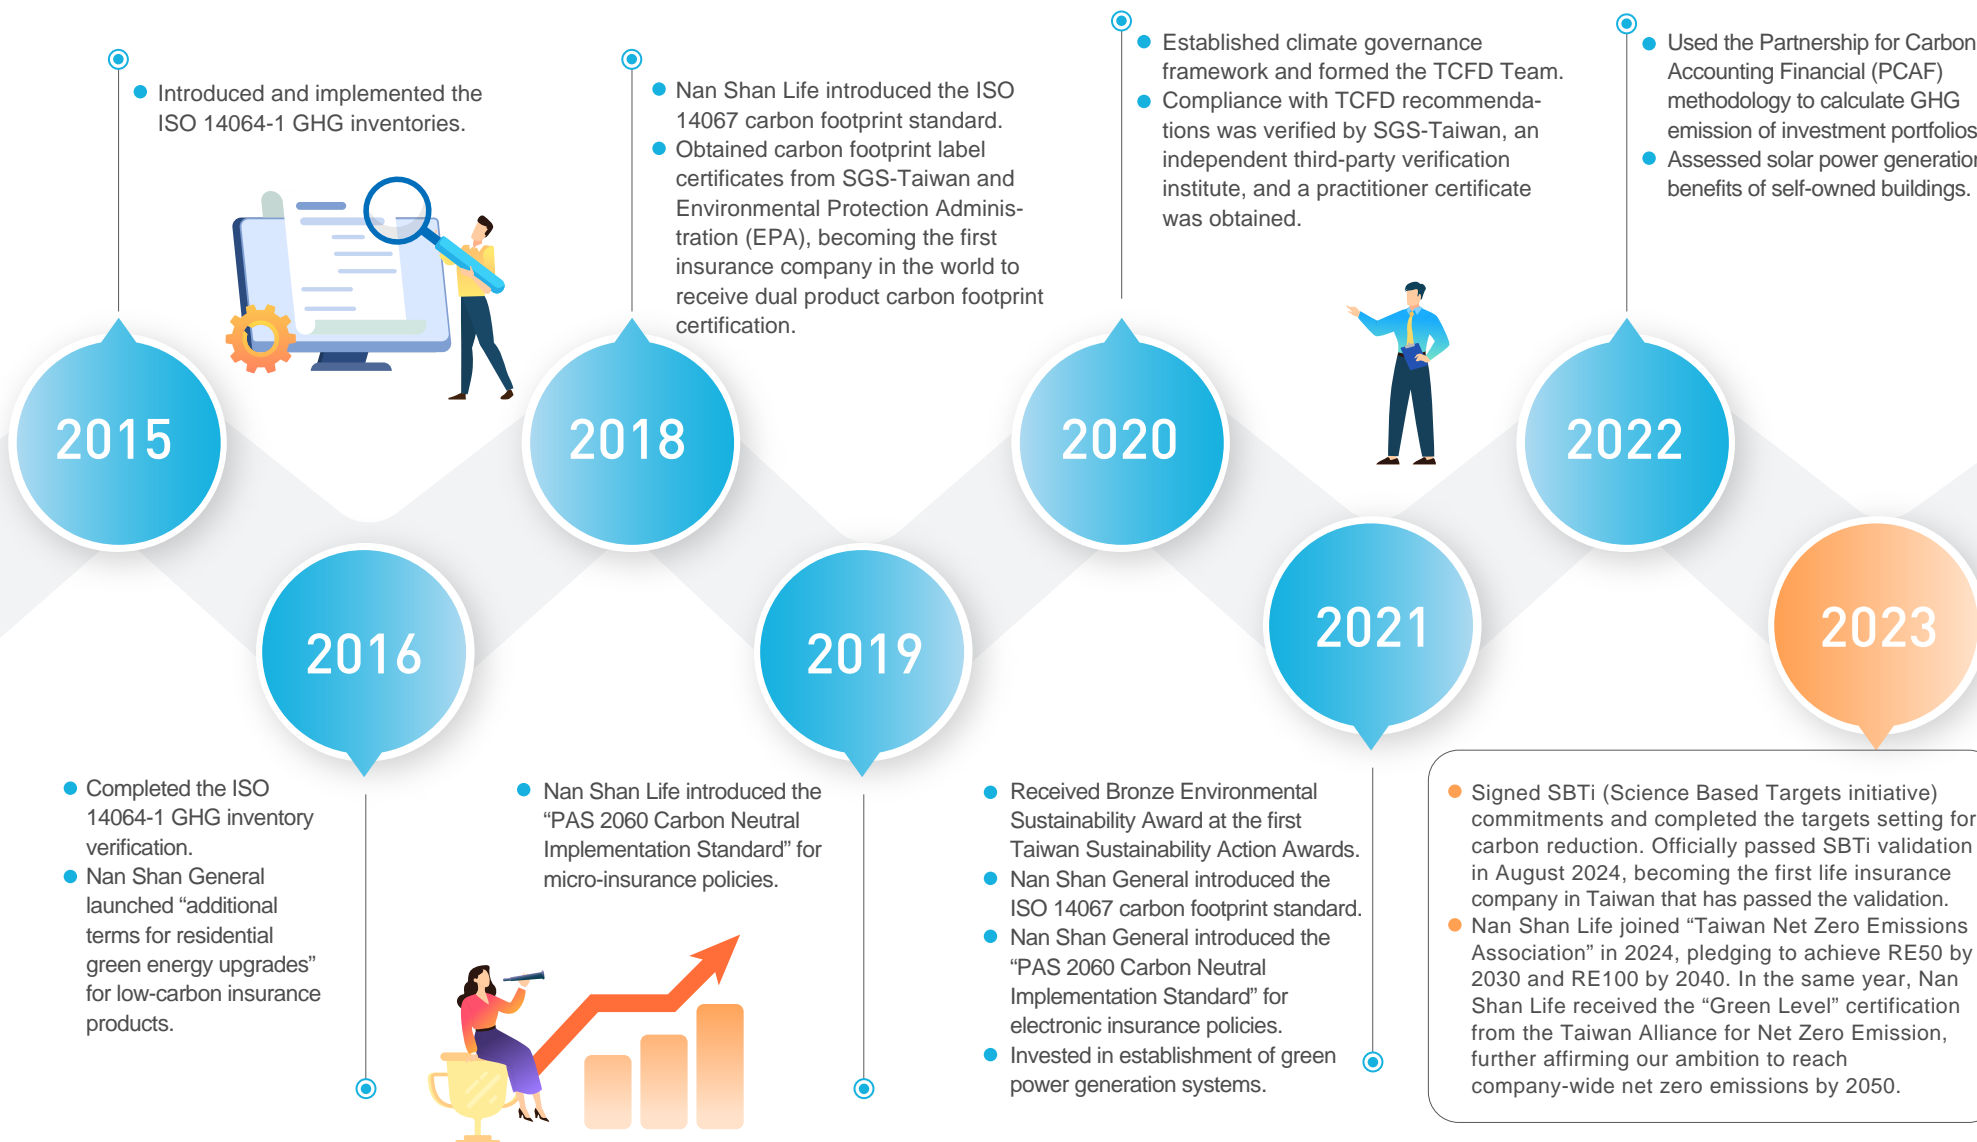 2015
Introduced and implemented the
ISO 14064-1 GHG inventories.
2016
Completed the ISO
14064-1 GHG inventory
verification.
Nan Shan General
launched “additional
terms for residential
green energy upgrades”
for low-carbon insurance
products.
2018
Nan Shan Life introduced the ISO
14067 carbon footprint standard.
Obtained carbon footprint label
certificates from SGS-Taiwan and
Environmental Protection Adminis-
tration (EPA), becoming the first
insurance company in the world to
receive dual product carbon footprint
certification.
2019
Nan Shan Life introduced the
“PAS 2060 Carbon Neutral
Implementation Standard” for
micro-insurance policies.
2020
Established climate governance
framework and formed the TCFD Team.
Compliance with TCFD recommenda-
tions was verified by SGS-Taiwan, an
independent third-party verification
institute, and a practitioner certificate
was obtained.
2021
Received Bronze Environmental
Sustainability Award at the first
Taiwan Sustainability Action Awards.
Nan Shan General introduced the
ISO 14067 carbon footprint standard.
Nan Shan General introduced the
“PAS 2060 Carbon Neutral
Implementation Standard” for
electronic insurance policies.
Invested in establishment of green
power generation systems.
2022
Used the Partnership for Carbon
Accounting Financial (PCAF)
methodology to calculate GHG
emission of investment portfolios
Assessed solar power generation
benefits of self-owned buildings.
2023
Signed SBTi (Science Based Targets initiative)
commitments and completed the targets setting for
carbon reduction. Officially passed SBTi validation
in August 2024, becoming the first life insurance
company in Taiwan that has passed the validation.
Nan Shan Life joined “Taiwan Net Zero Emissions
Association” in 2024, pledging to achieve RE50 by
2030 and RE100 by 2040. In the same year, Nan
Shan Life received the “Green Level” certification
from the Taiwan Alliance for Net Zero Emission,
further affirming our ambition to reach
company-wide net zero emissions by 2050.